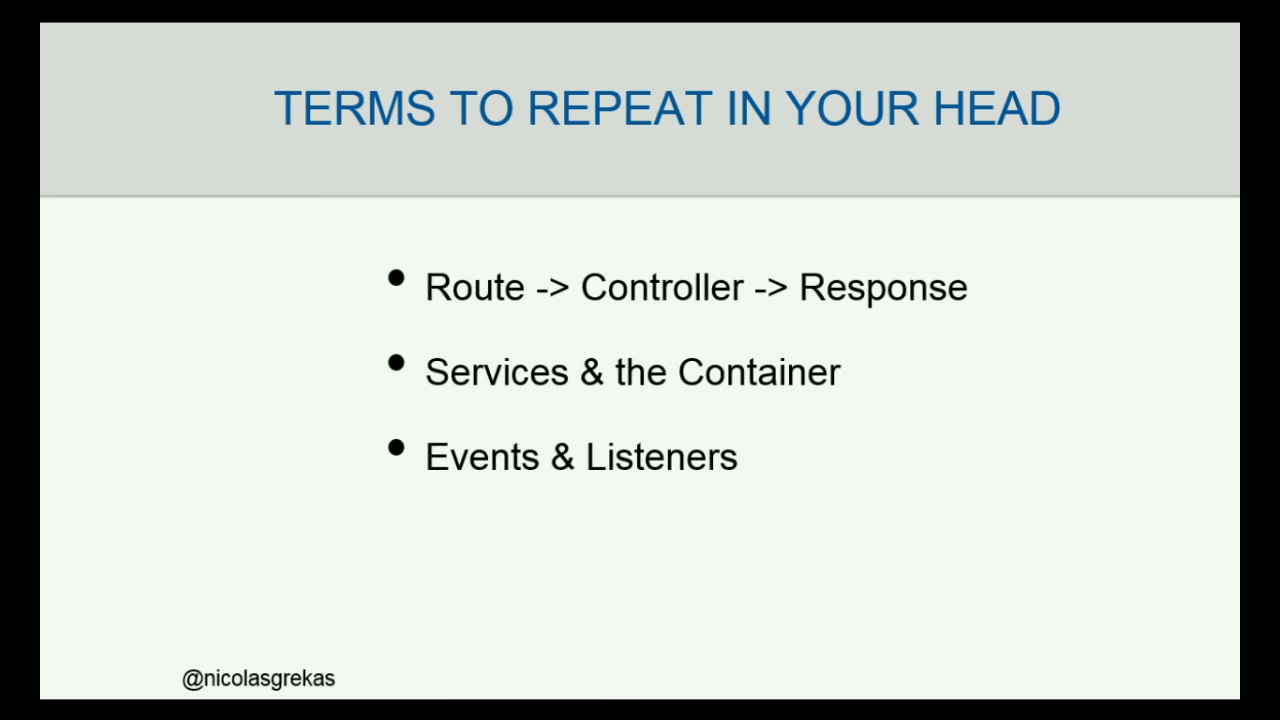 TERMS TO REPEAT IN YOUR HEAD
• Route -> Controller -> Response
• Services & the Container
• Events & Listeners
@nicolasgrekas